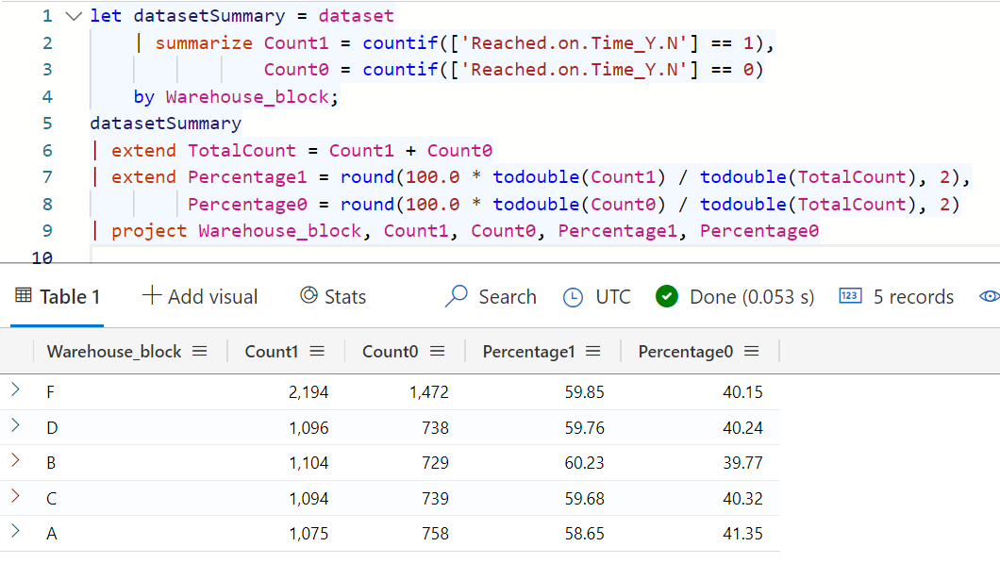 1 let datasetSummary = dataset
2 | summarize Count1 = countif(['Reached.on.Time_Y.N'] == 1),
3 Count0 = countif(['Reached.on.Time_Y.N'] == 0)
4 by Warehouse_block;
5 datasetSummary
6 | extend TotalCount = Count1 + Count0
7 | extend Percentage1 = round(100.0 * todouble(Count1) / todouble(TotalCount), 2),
8 Percentage0 = round(100.0 * todouble(Count0) / todouble(TotalCount), 2)
9 | project Warehouse_block, Count1, Count0, Percentage1, Percentage0
10
Table 1 Add visual Stats Search UTC Done (0.053 s) 123 5 records
Warehouse_block Count1 Count0 Percentage1 Percentage0
F 2,194 1,472 59.85 40.15
D 1,096 738 59.76 40.24
B 1,104 729 60.23 39.77
C 1,094 739 59.68 40.32
A 1,075 758 58.65 41.35